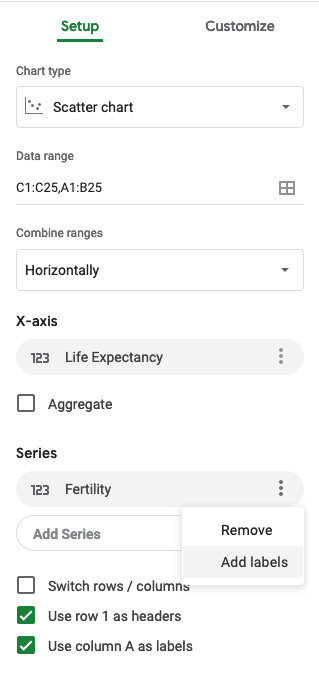 Setup Customize
Chart type
Scatter chart
Data range
C1:C25,A1:B25
Combine ranges
Horizontally
X-axis
123 Life Expectancy
Aggregate
Series
123 Fertility
Remove
Add Series
Add labels
Switch rows / columns
Use row 1 as headers
Use column A as labels